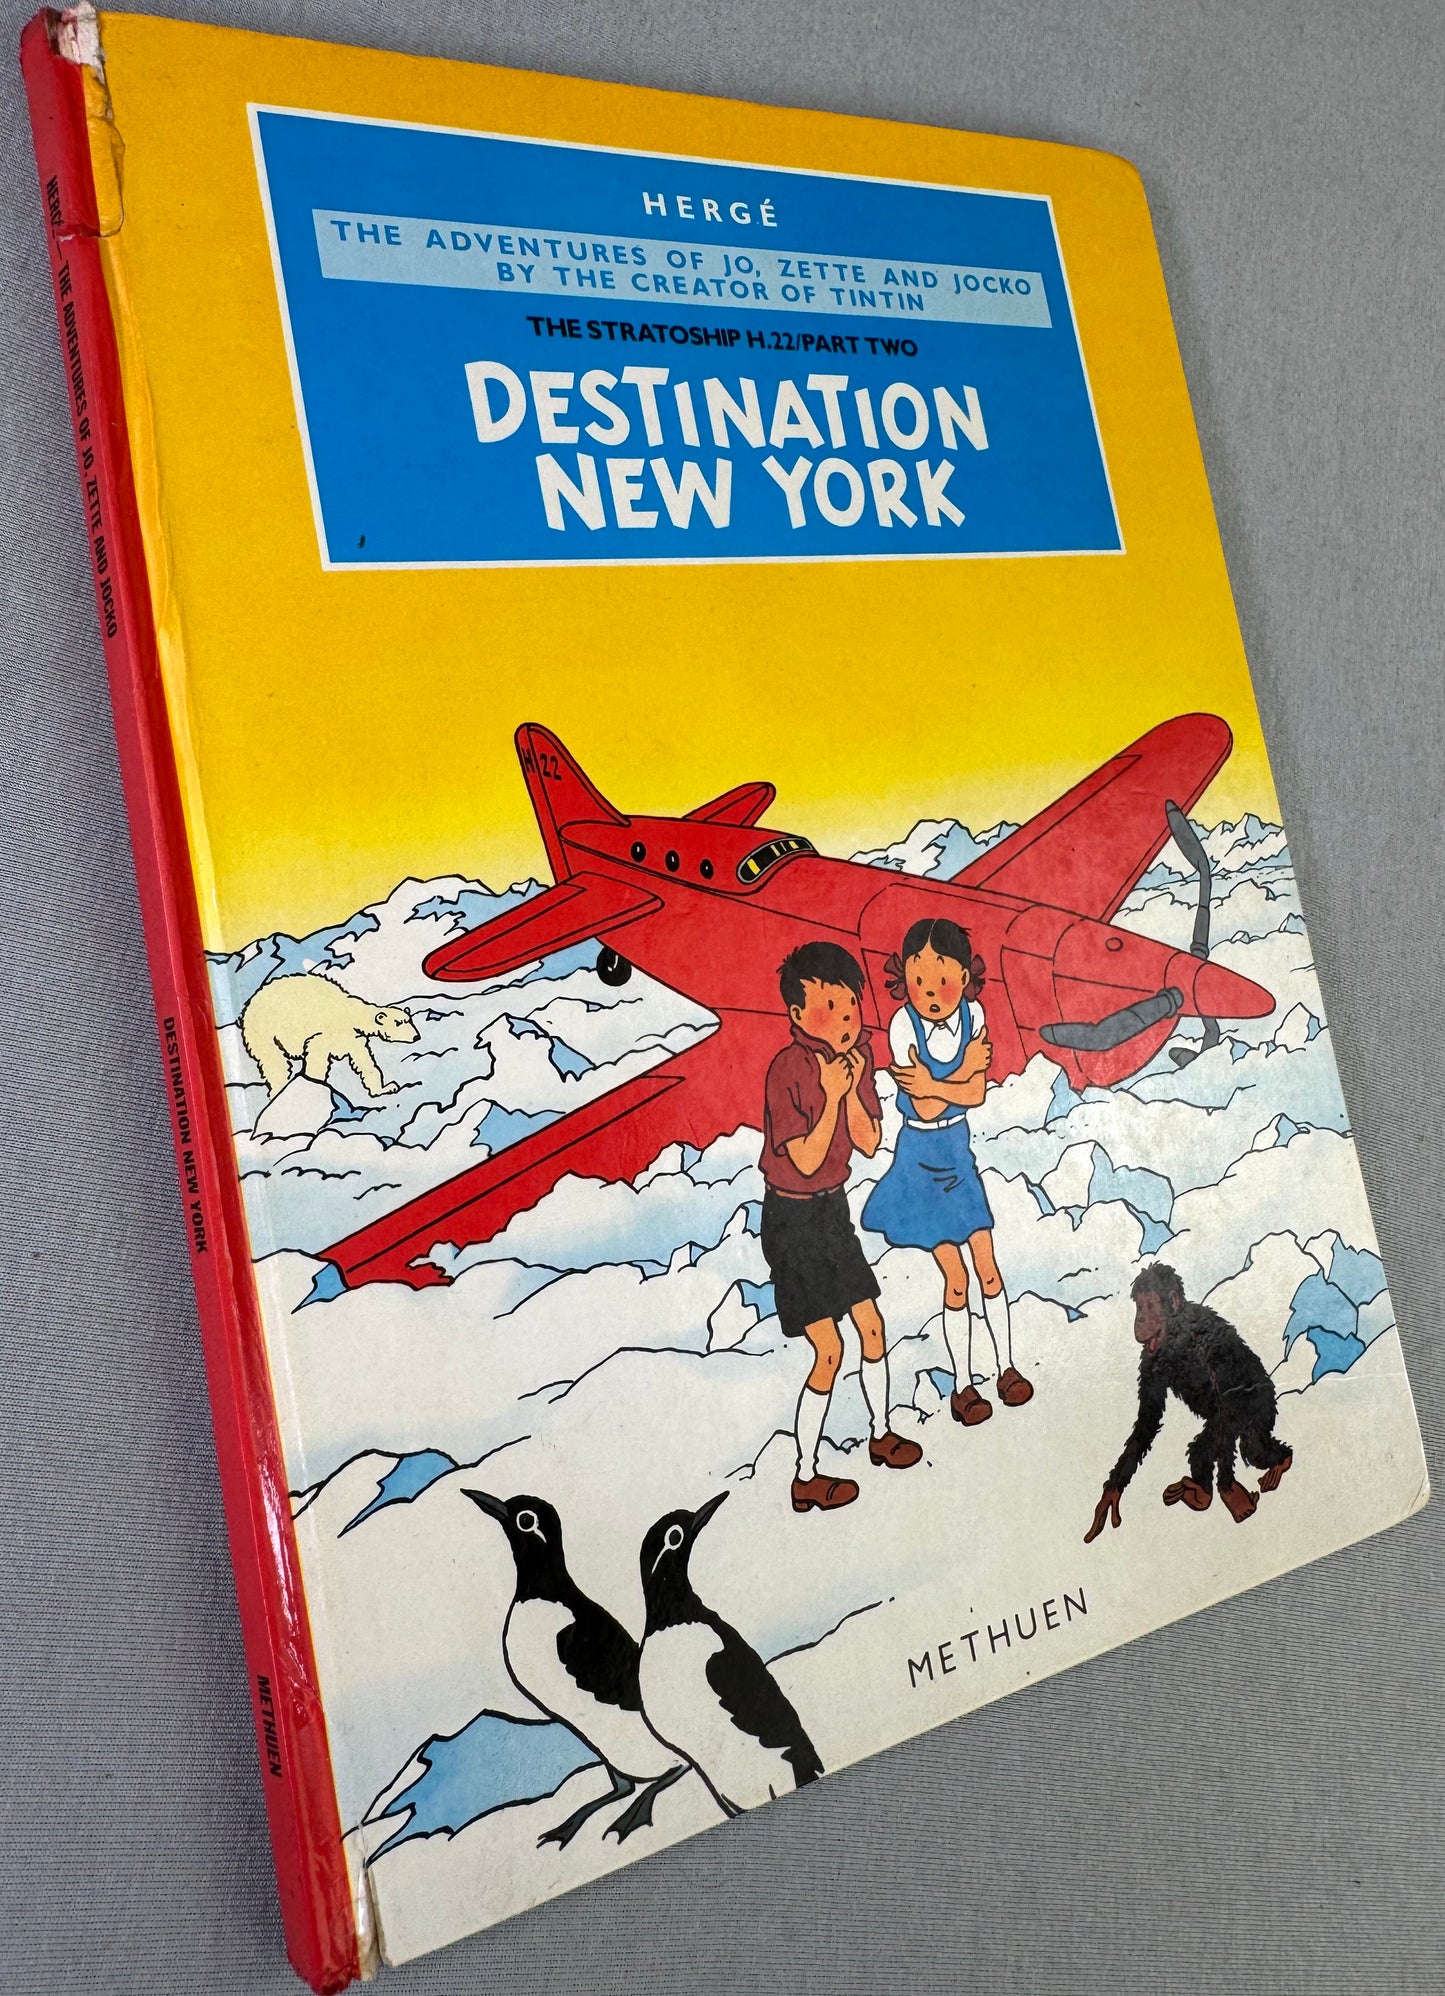 HERGÉ
THE ADVENTURES OF JO, ZETTE AND JOCKO
BY THE CREATOR OF TINTIN
THE STRATOSHIP H.22/PART TWO
DESTINATION
NEW YORK
H 22
METHUEN
HERGÉ — THE ADVENTURES OF JO, ZETTE AND JOCKO
DESTINATION NEW YORK
METHUEN